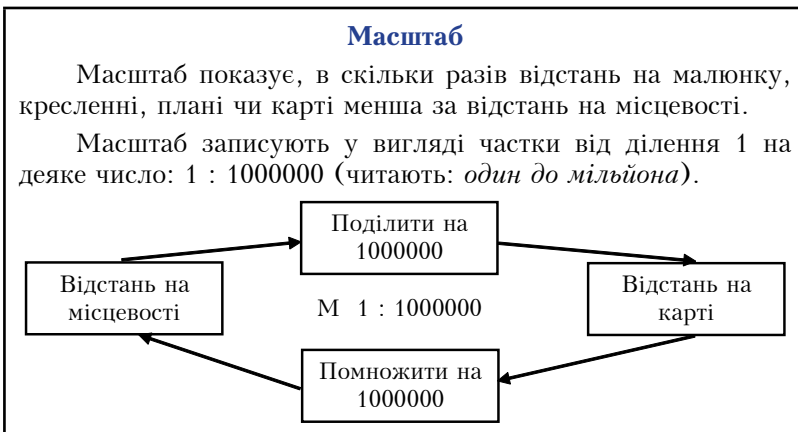 Масштаб
Масштаб показує, в скільки разів відстань на малюнку,
кресленні, плані чи карті менша за відстань на місцевості.
Масштаб записують у вигляді частки від ділення 1 на
деяке число: 1 : 1000000 (читають: один до мільйона).
Поділити на
1000000
Відстань на
місцевості
М 1 : 1000000
Відстань на
карті
Помножити на
1000000